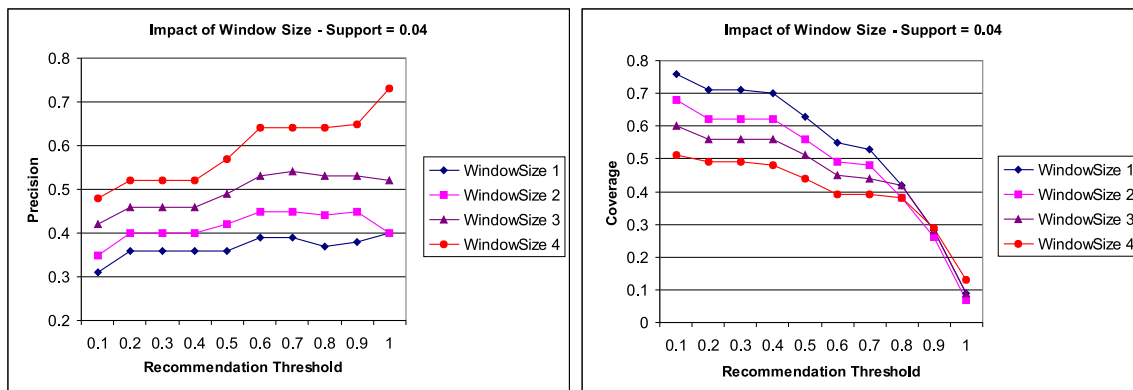 Impact of Window Size - Support = 0.04
Precision
0.8
0.7
0.6
0.5
0.4
0.3
0.2
0.1 0.2 0.3 0.4 0.5 0.6 0.7 0.8 0.9 1
Recommendation Threshold
WindowSize 1
WindowSize 2
WindowSize 3
WindowSize 4
Impact of Window Size - Support = 0.04
Coverage
0.8
0.7
0.6
0.5
0.4
0.3
0.2
0.1
0
0.1 0.2 0.3 0.4 0.5 0.6 0.7 0.8 0.9 1
Recommendation Threshold
WindowSize 1
WindowSize 2
WindowSize 3
WindowSize 4